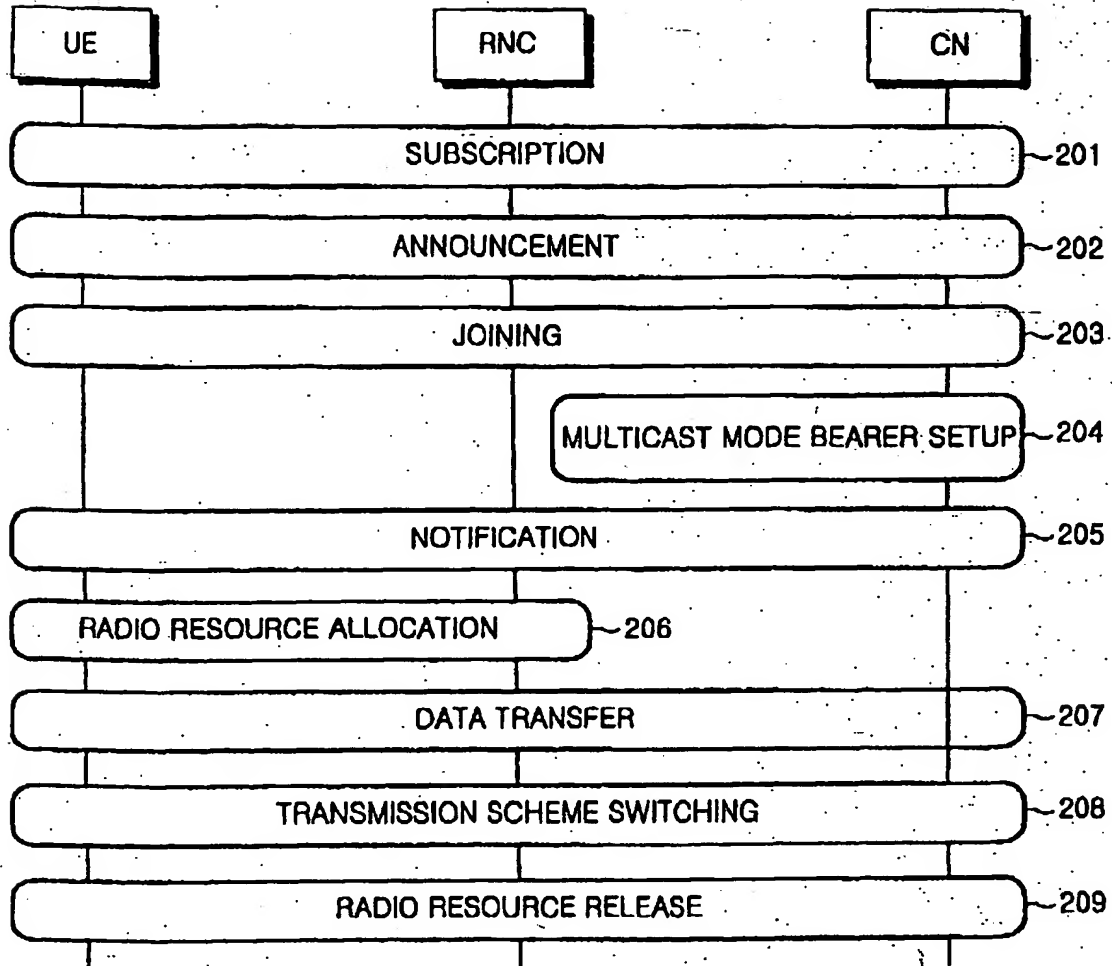 UE
RNC
CN
SUBSCRIPTION
201
ANNOUNCEMENT
202
JOINING
203
MULTICAST MODE BEARER SETUP
204
NOTIFICATION
205
RADIO RESOURCE ALLOCATION
206
DATA TRANSFER
207
TRANSMISSION SCHEME SWITCHING
208
RADIO RESOURCE RELEASE
209